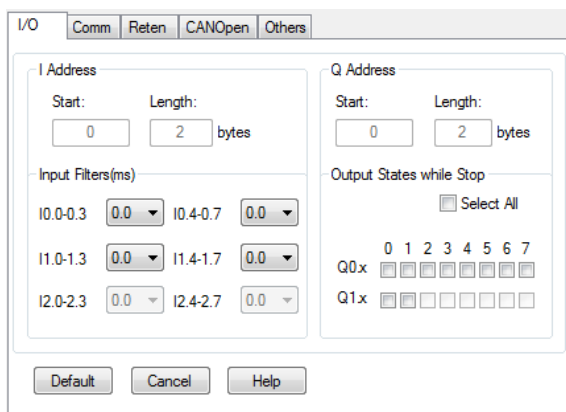 I/O Comm Reten CANOpen Others
I Address
Start: Length:
0 2 bytes
Input Filters(ms)
I0.0-0.3 0.0 I0.4-0.7 0.0
I1.0-1.3 0.0 I1.4-1.7 0.0
I2.0-2.3 0.0 I2.4-2.7 0.0
Q Address
Start: Length:
0 2 bytes
Output States while Stop
Select All
0 1 2 3 4 5 6 7
Q0.x
Q1.x
Default Cancel Help